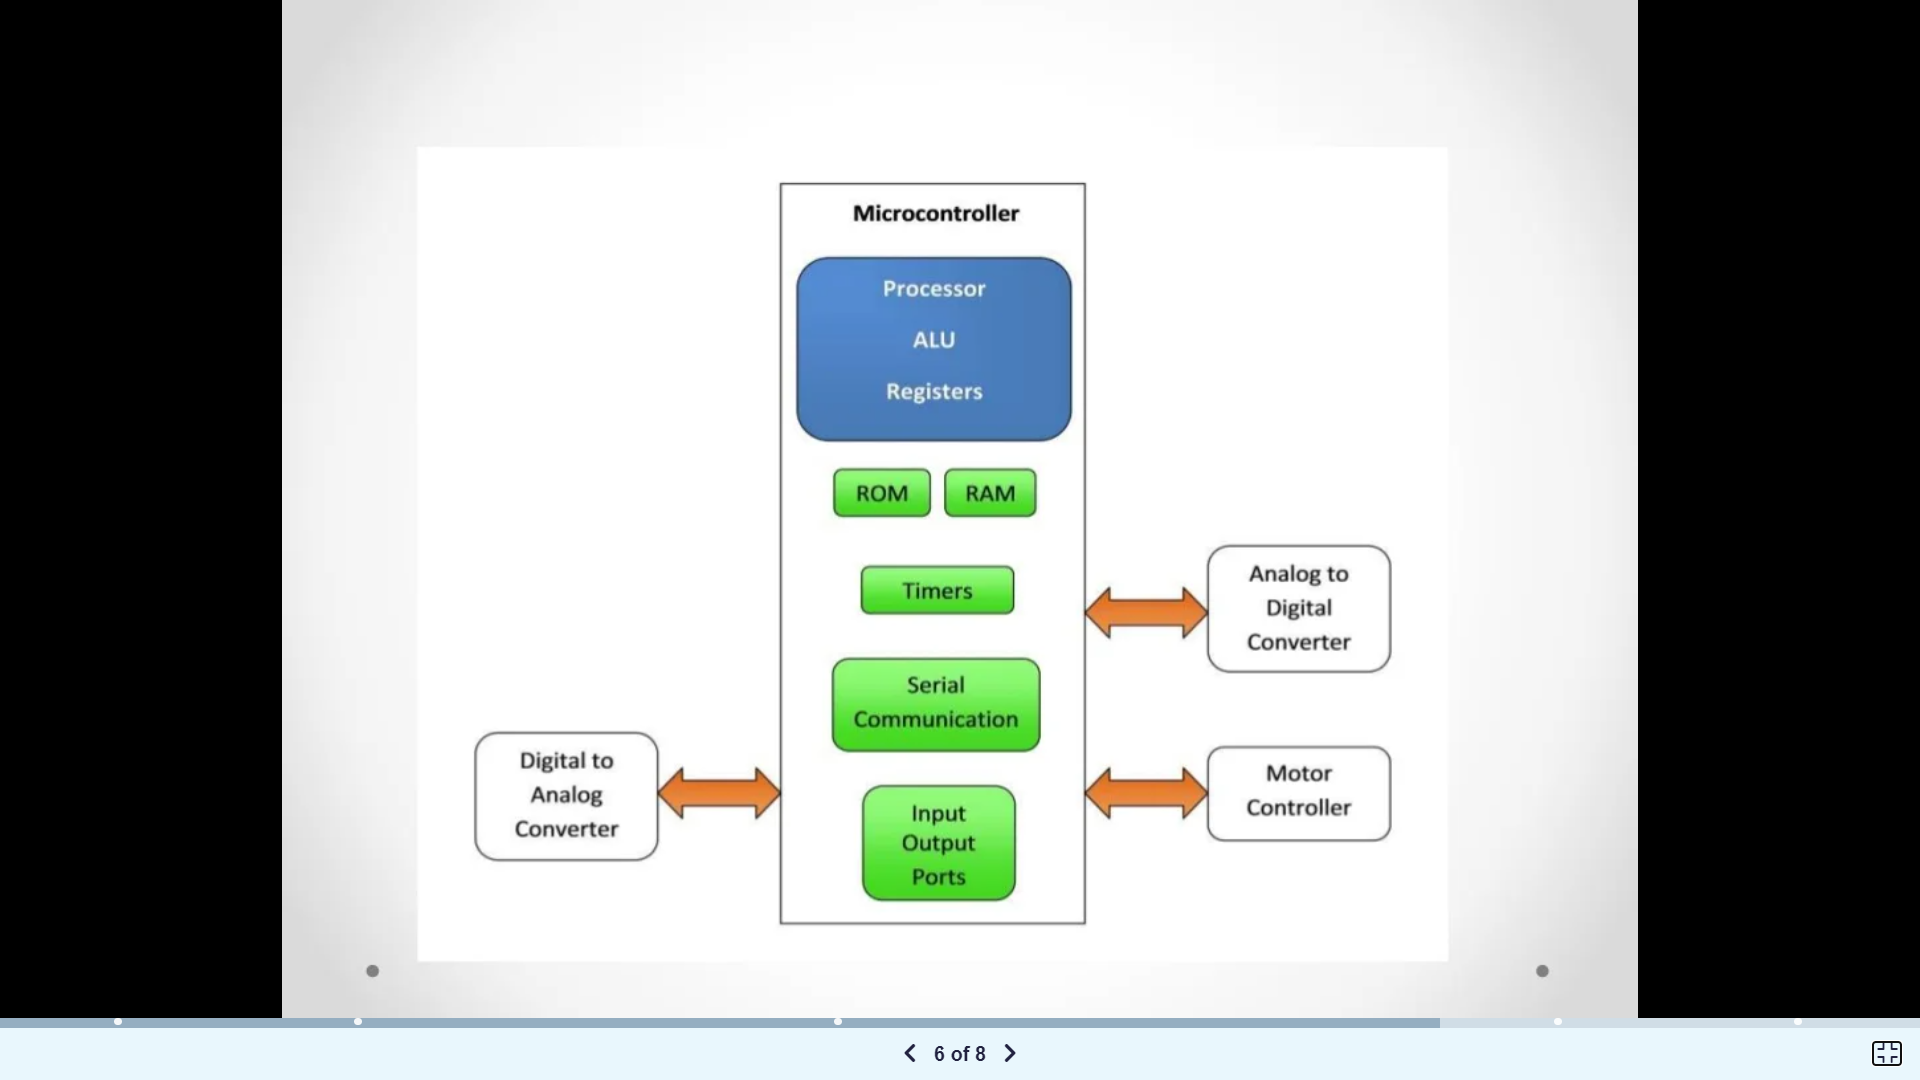 Microcontroller
Processor
ALU
Registers
ROM
RAM
Timers
Serial
Communication
Input
Output
Ports
Analog to
Digital
Converter
Digital to
Analog
Converter
Motor
Controller
6 of 8